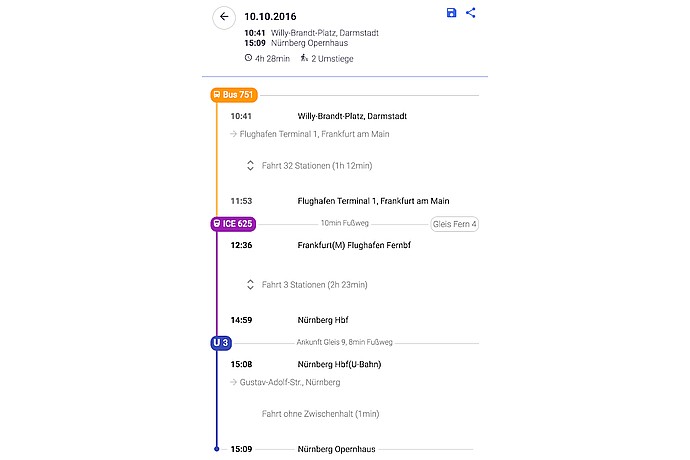 10.10.2016
10:41 Willy-Brandt-Platz, Darmstadt
15:09 Nürnberg Opernhaus
4h 28min 2 Umstiege
Bus 751
10:41 Willy-Brandt-Platz, Darmstadt
Flughafen Terminal 1, Frankfurt am Main
Fahrt 32 Stationen (1h 12min)
11:53 Flughafen Terminal 1, Frankfurt am Main
ICE 625 10min Fußweg Gleis Fern 4
12:36 Frankfurt(M) Flughafen Fernbf
Fahrt 3 Stationen (2h 23min)
14:59 Nürnberg Hbf
U 3 Ankunft Gleis 9, 8min Fußweg
15:08 Nürnberg Hbf(U-Bahn)
Gustav-Adolf-Str., Nürnberg
Fahrt ohne Zwischenhalt (1min)
15:09 Nürnberg Opernhaus